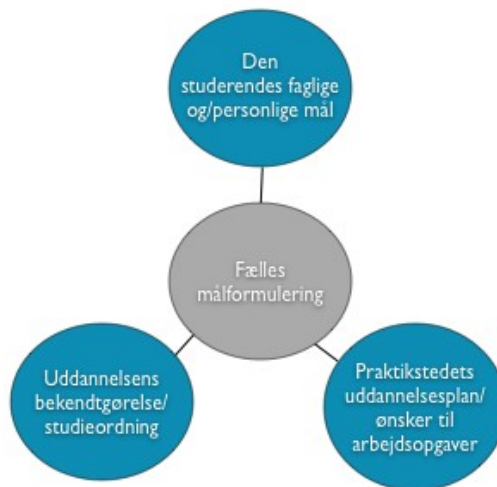 Den
studerendes faglige
og/personlige mål
Fælles
målformulering
Uddannelsens
bekendtgørelse/
studieordning
Praktikstedets
uddannelsesplan/
ønsker til
arbejdsopgaver